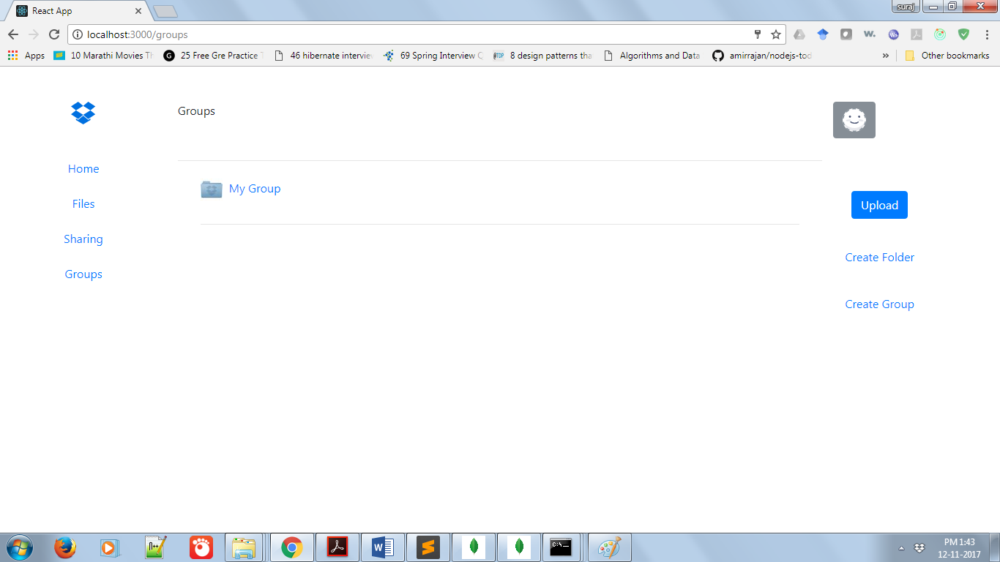 React App
suraj
localhost:3000/groups
Apps
10 Marathi Movies Th
25 Free Gre Practice T
46 hibernate interview
69 Spring Interview Q
8 design patterns tha
Algorithms and Data
amirrajan/nodejs-tod
»
Other bookmarks
Groups
Home
Files
Sharing
Groups
My Group
Upload
Create Folder
Create Group
PM 1:43
12-11-2017